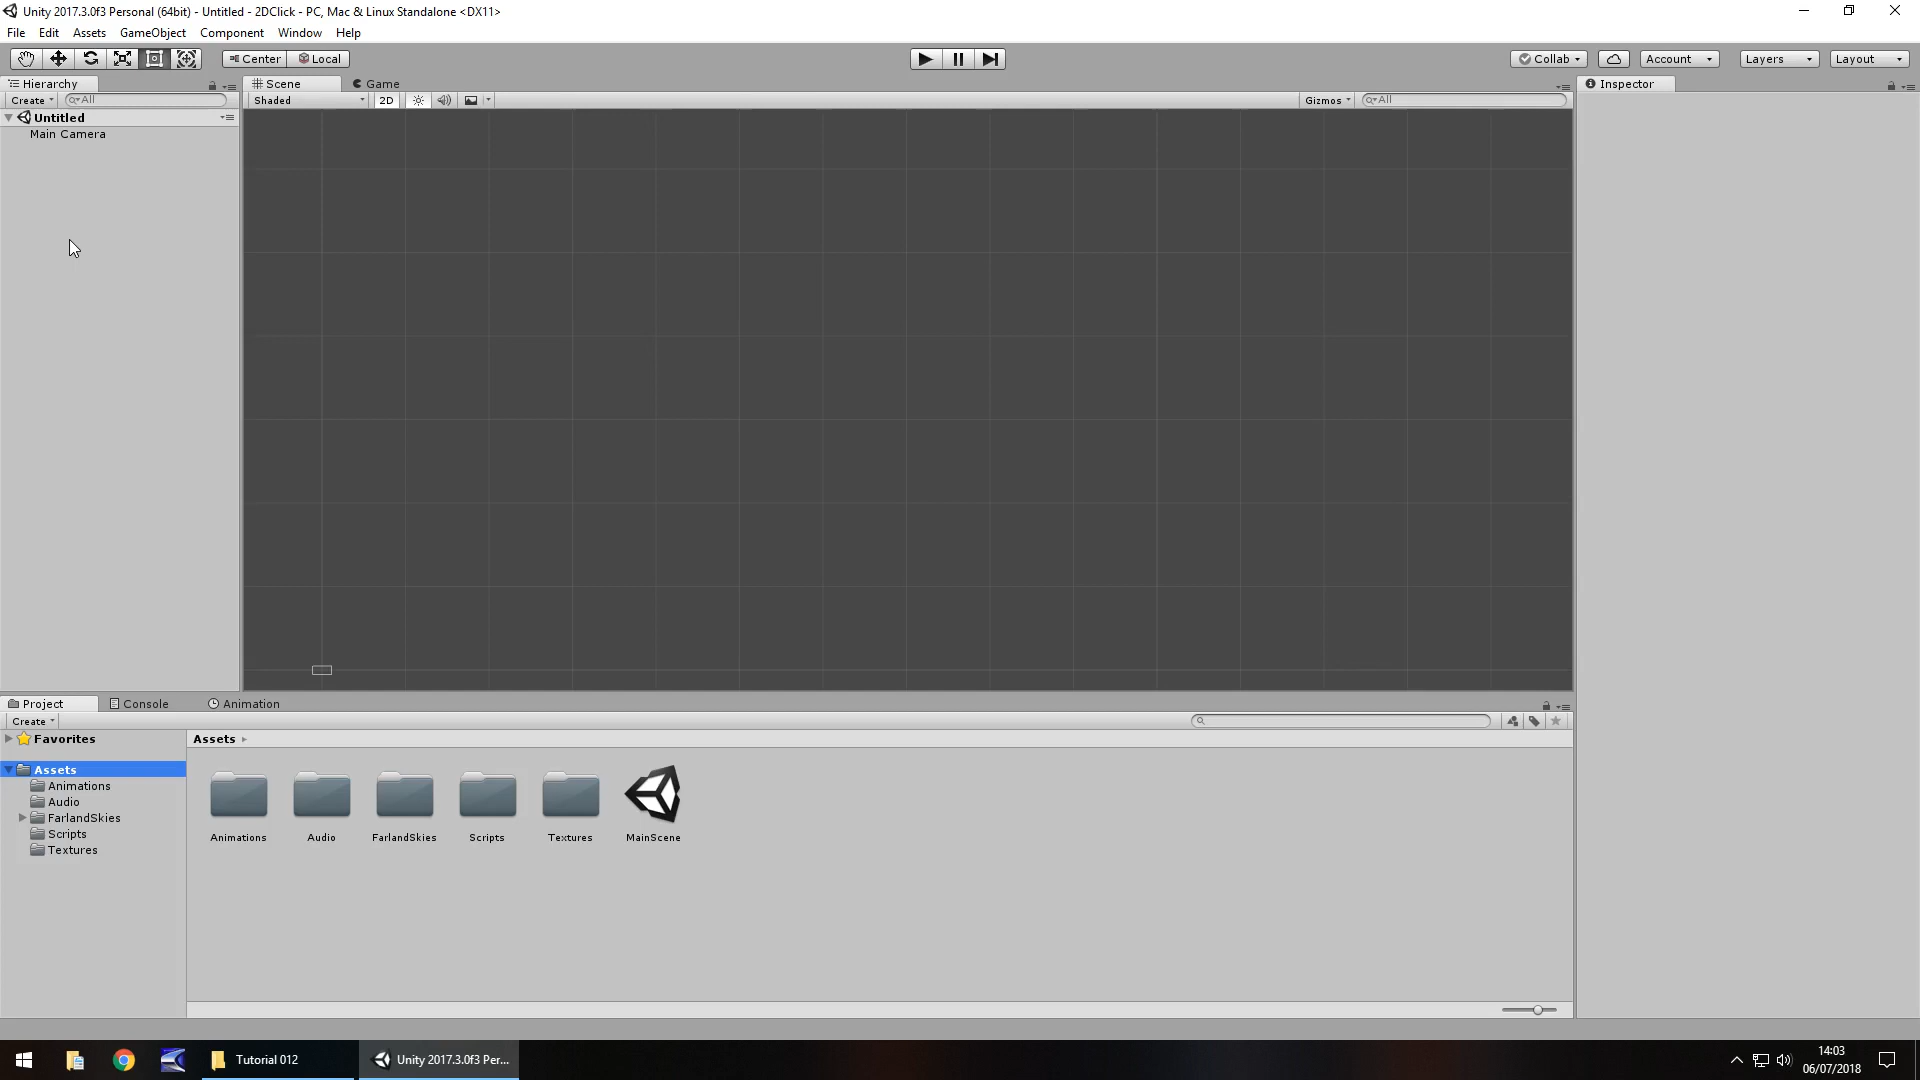 Unity 2017.3.0f3 Personal (64bit) - Untitled - 2DClick - PC, Mac & Linux Standalone <DX11>
File Edit Assets GameObject Component Window Help
Center Local Collab Account Layers Layout
Hierarchy Scene Game Inspector
Create All Shaded 2D Gizmos All
Untitled
Main Camera
Project Console Animation
Create
Favorites Assets
Assets
Animations
Audio
FarlandSkies
Scripts
Textures
Animations Audio FarlandSkies Scripts Textures MainScene
Tutorial 012 Unity 2017.3.0f3 Per...
14:03
06/07/2018